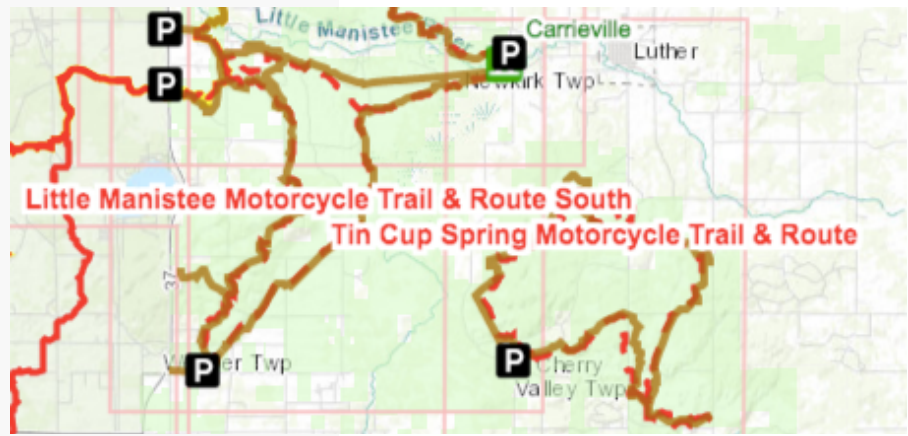 P
Little Manistee River
Carrieville
P
Luther
P
Newkirk Twp
Little Manistee Motorcycle Trail & Route South
Tin Cup Spring Motorcycle Trail & Route
37
P
Twp
P
Cherry
Valley Twp